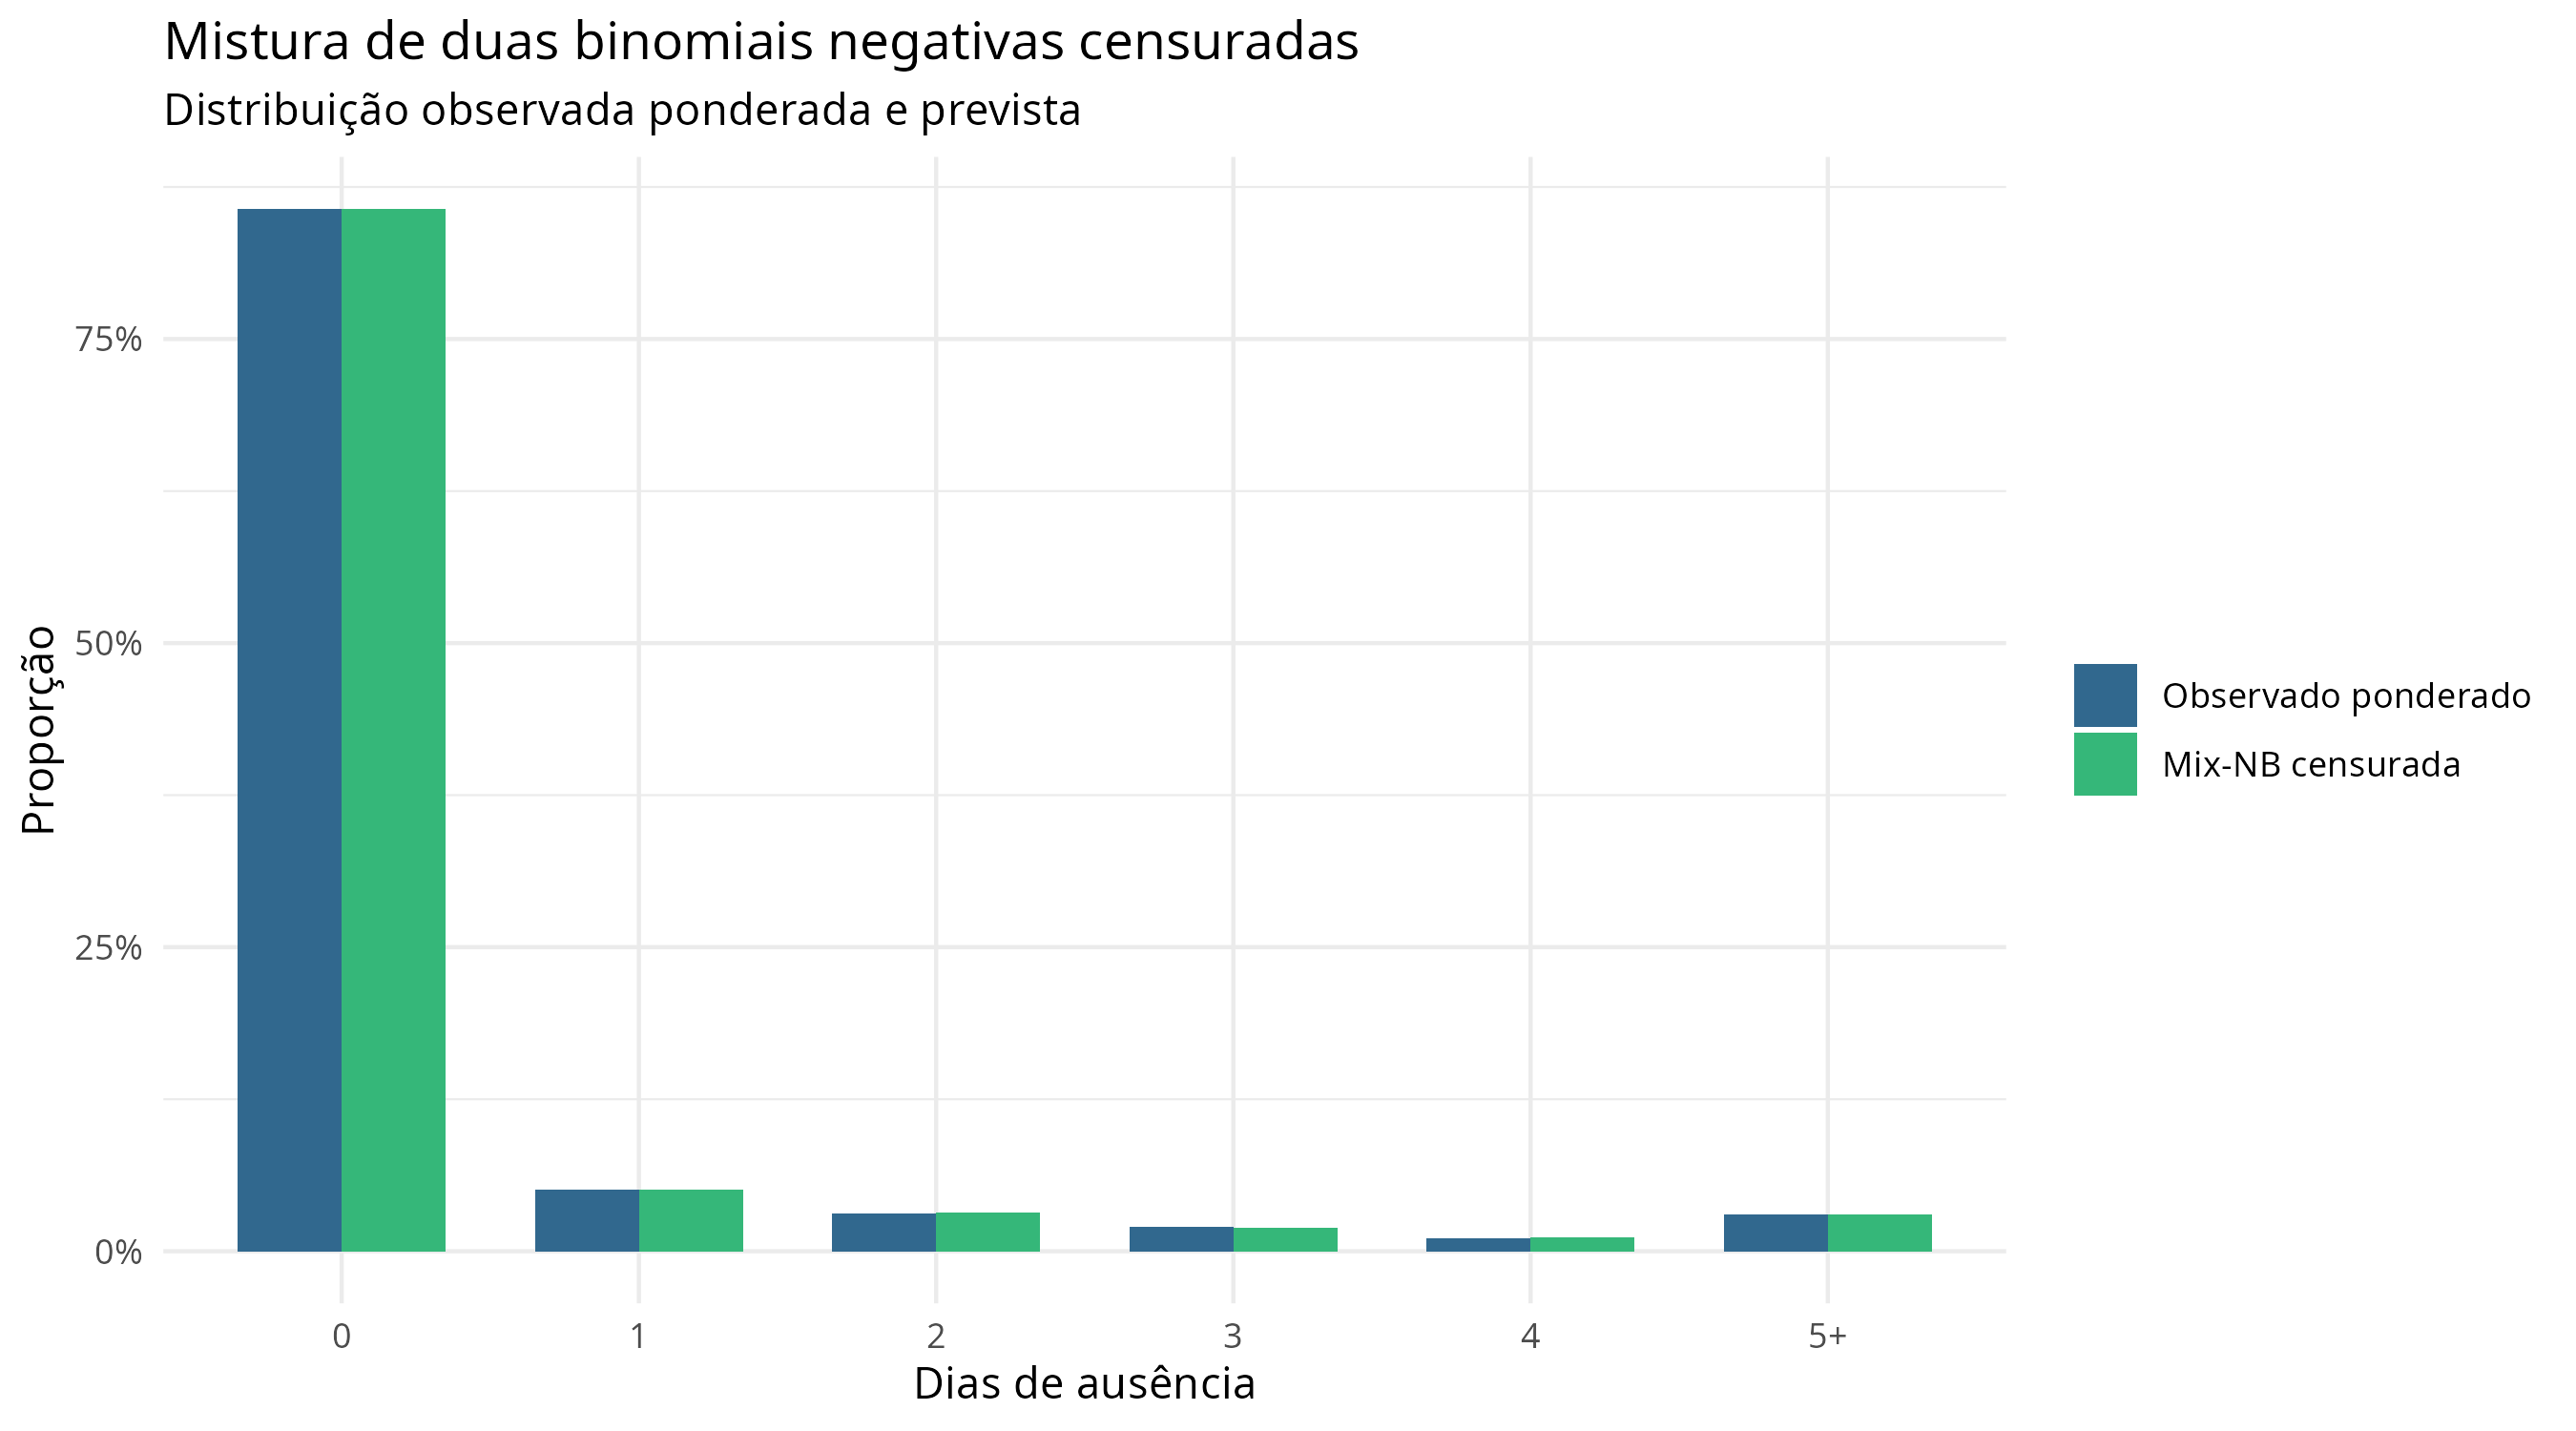 Mistura de duas binomiais negativas censuradas
Distribuição observada ponderada e prevista
Proporção
75%
50%
25%
0%
0
1
2
3
4
5+
Dias de ausência
Observado ponderado
Mix-NB censurada